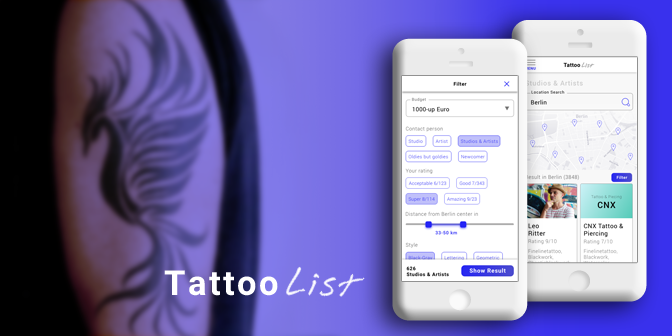 Tattoo List
Filter
Budget
1000-up Euro
Contact person
Studio
Artist
Studios & Artists
Oldies but goldies
Newcomer
Your rating
Acceptable 6/123
Good 7/343
Super 8/114
Amazing 9/23
Distance from Berlin center in
33-50 km
Style
Lettering
Geometric
626
Studios & Artists
Show Result
MENU
Tattoo List
Studios & Artists
Location Search
Berlin
Result in Berlin (3848)
Filter
Leo
Ritter
Rating 9/10
Finelinetattoo,
Blackwork,
Tattoo & Piercing
CNX
CNX Tattoo &
Piercing
Rating 7/10
Finelinetattoo,
Blackwork,